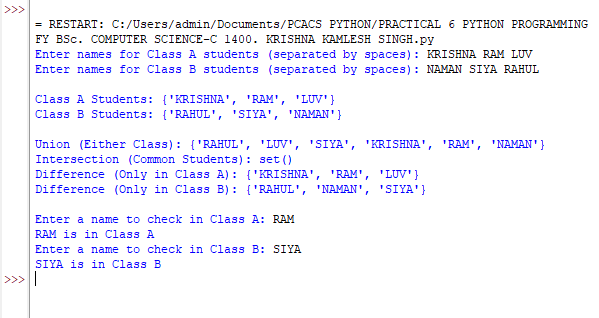 >>>
= RESTART: C:/Users/admin/Documents/PCACS PYTHON/PRACTICAL 6 PYTHON PROGRAMMING
FY BSc. COMPUTER SCIENCE-C 1400. KRISHNA KAMLESH SINGH.py
Enter names for Class A students (separated by spaces): KRISHNA RAM LUV
Enter names for Class B students (separated by spaces): NAMAN SIYA RAHUL
Class A Students: {'KRISHNA', 'RAM', 'LUV'}
Class B Students: {'RAHUL', 'SIYA', 'NAMAN'}
Union (Either Class): {'RAHUL', 'LUV', 'SIYA', 'KRISHNA', 'RAM', 'NAMAN'}
Intersection (Common Students): set()
Difference (Only in Class A): {'KRISHNA', 'RAM', 'LUV'}
Difference (Only in Class B): {'RAHUL', 'NAMAN', 'SIYA'}
Enter a name to check in Class A: RAM
RAM is in Class A
Enter a name to check in Class B: SIYA
SIYA is in Class B
>>>